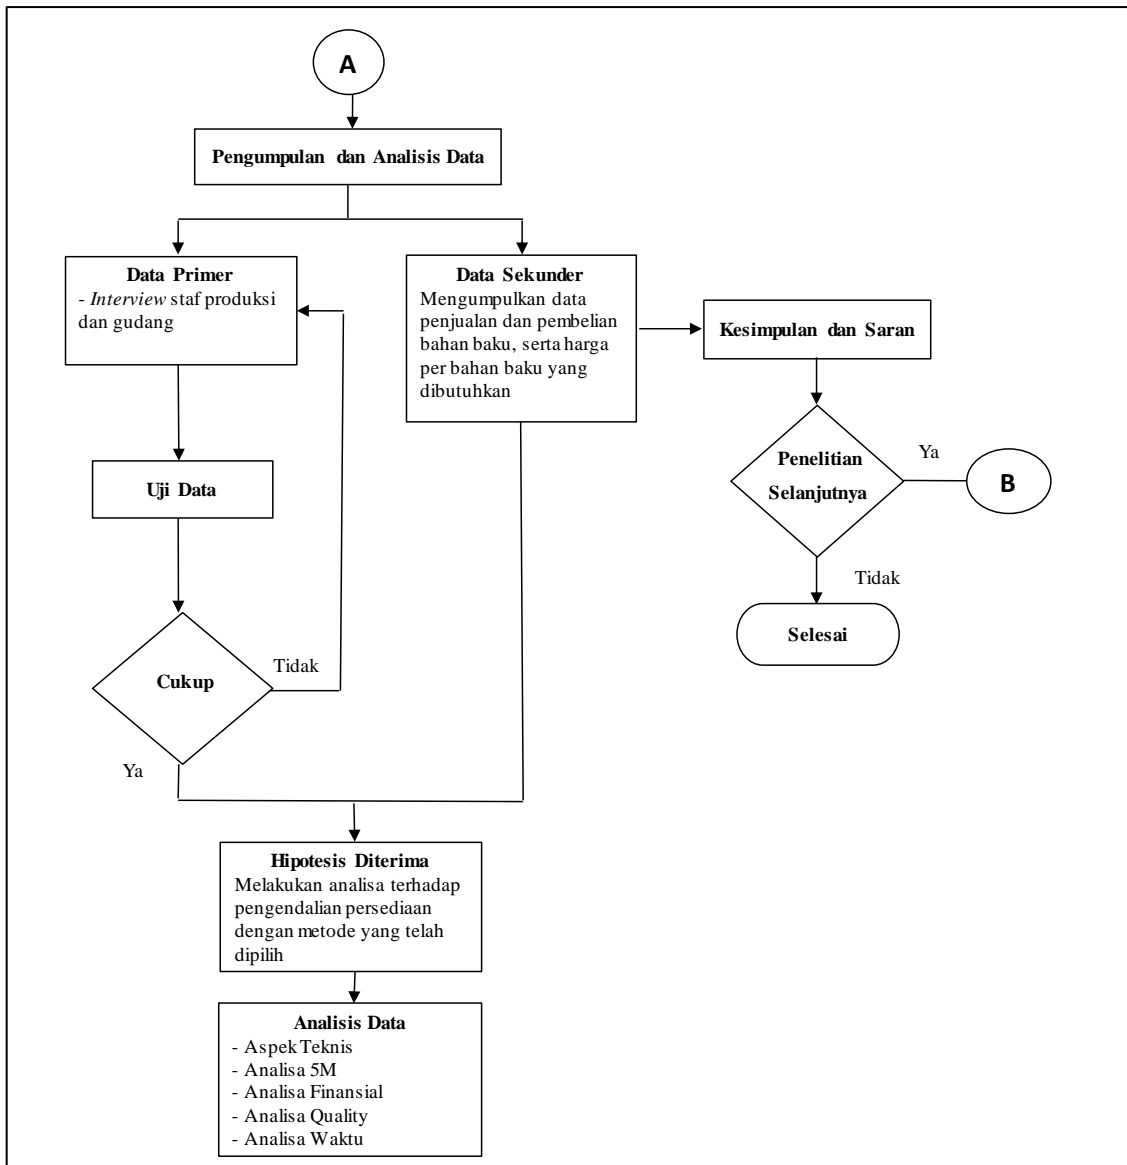 A
Pengumpulan dan Analisis Data
Data Primer
- Interview staf produksi
dan gudang
Data Sekunder
Mengumpulkan data
penjualan dan pembelian
bahan baku, serta harga
per bahan baku yang
dibutuhkan
Kesimpulan dan Saran
Penelitian
Selanjutnya
Ya
B
Tidak
Selesai
Uji Data
Cukup
Tidak
Ya
Hipotesis Diterima
Melakukan analisa terhadap
pengendalian persediaan
dengan metode yang telah
dipilih
Analisis Data
- Aspek Teknis
- Analisa 5M
- Analisa Finansial
- Analisa Quality
- Analisa Waktu